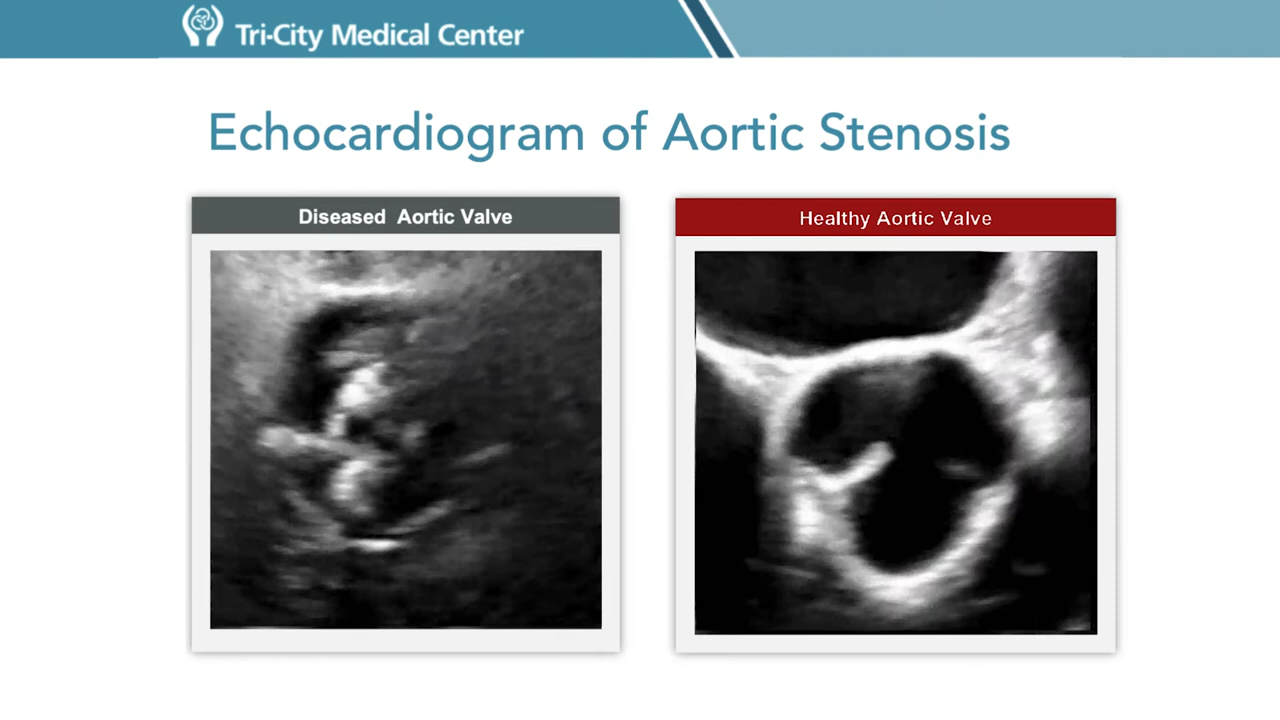 Tri-City Medical Center
Echocardiogram of Aortic Stenosis
Diseased Aortic Valve
Healthy Aortic Valve